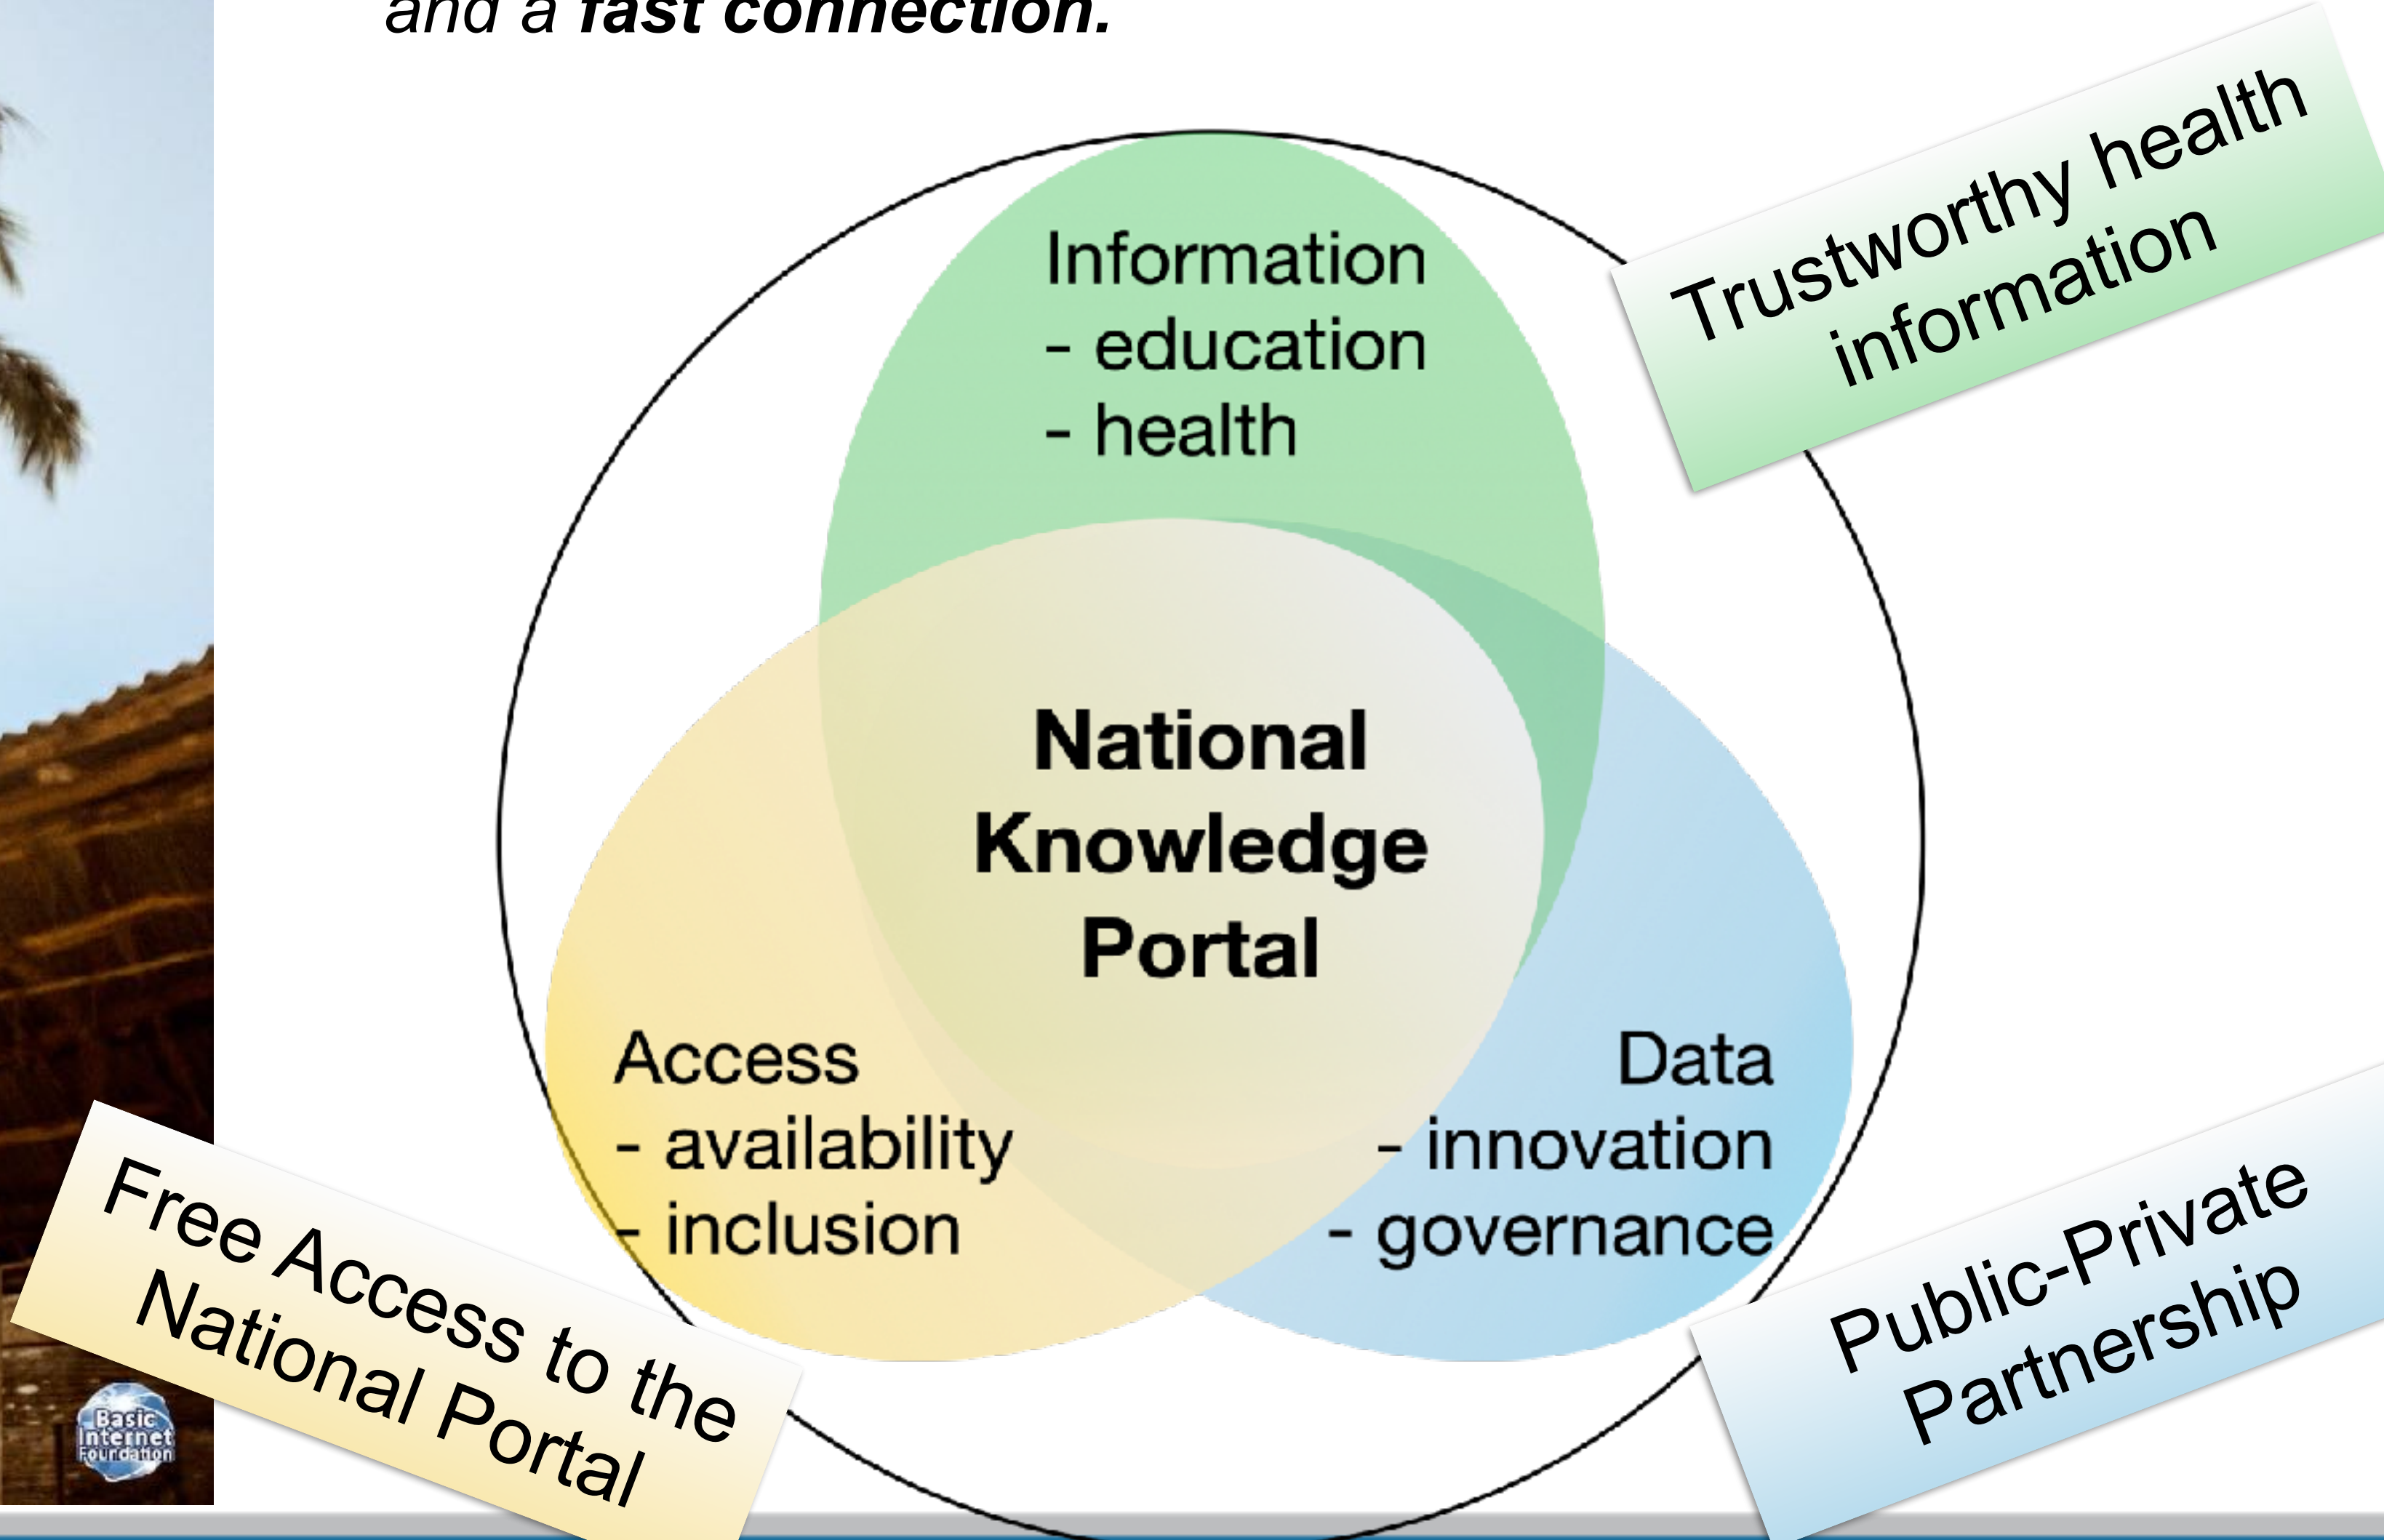 and a fast connection.
Trustworthy health
information
Information
- education
- health
National
Knowledge
Portal
Access
- availability
- inclusion
Data
- innovation
- governance
Free Access to the
National Portal
Public-Private
Partnership
Basic
Internet
Foundation